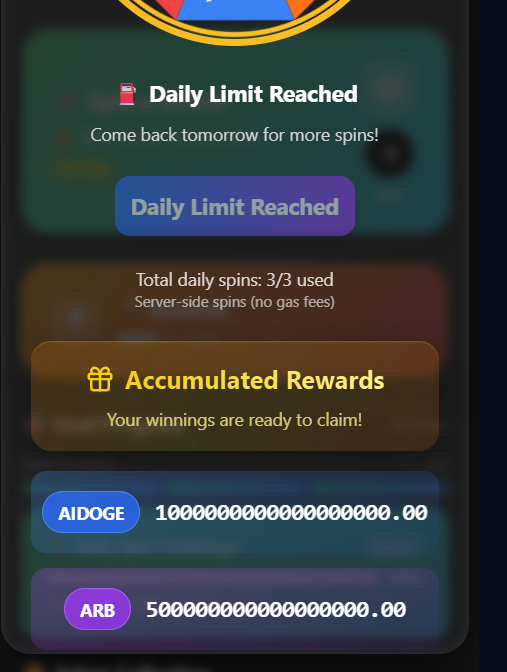 Daily Limit Reached
Come back tomorrow for more spins!
Daily Limit Reached
Total daily spins: 3/3 used
Server-side spins (no gas fees)
Accumulated Rewards
Your winnings are ready to claim!
AIDOGE 1000000000000000000.00
ARB 500000000000000000.00